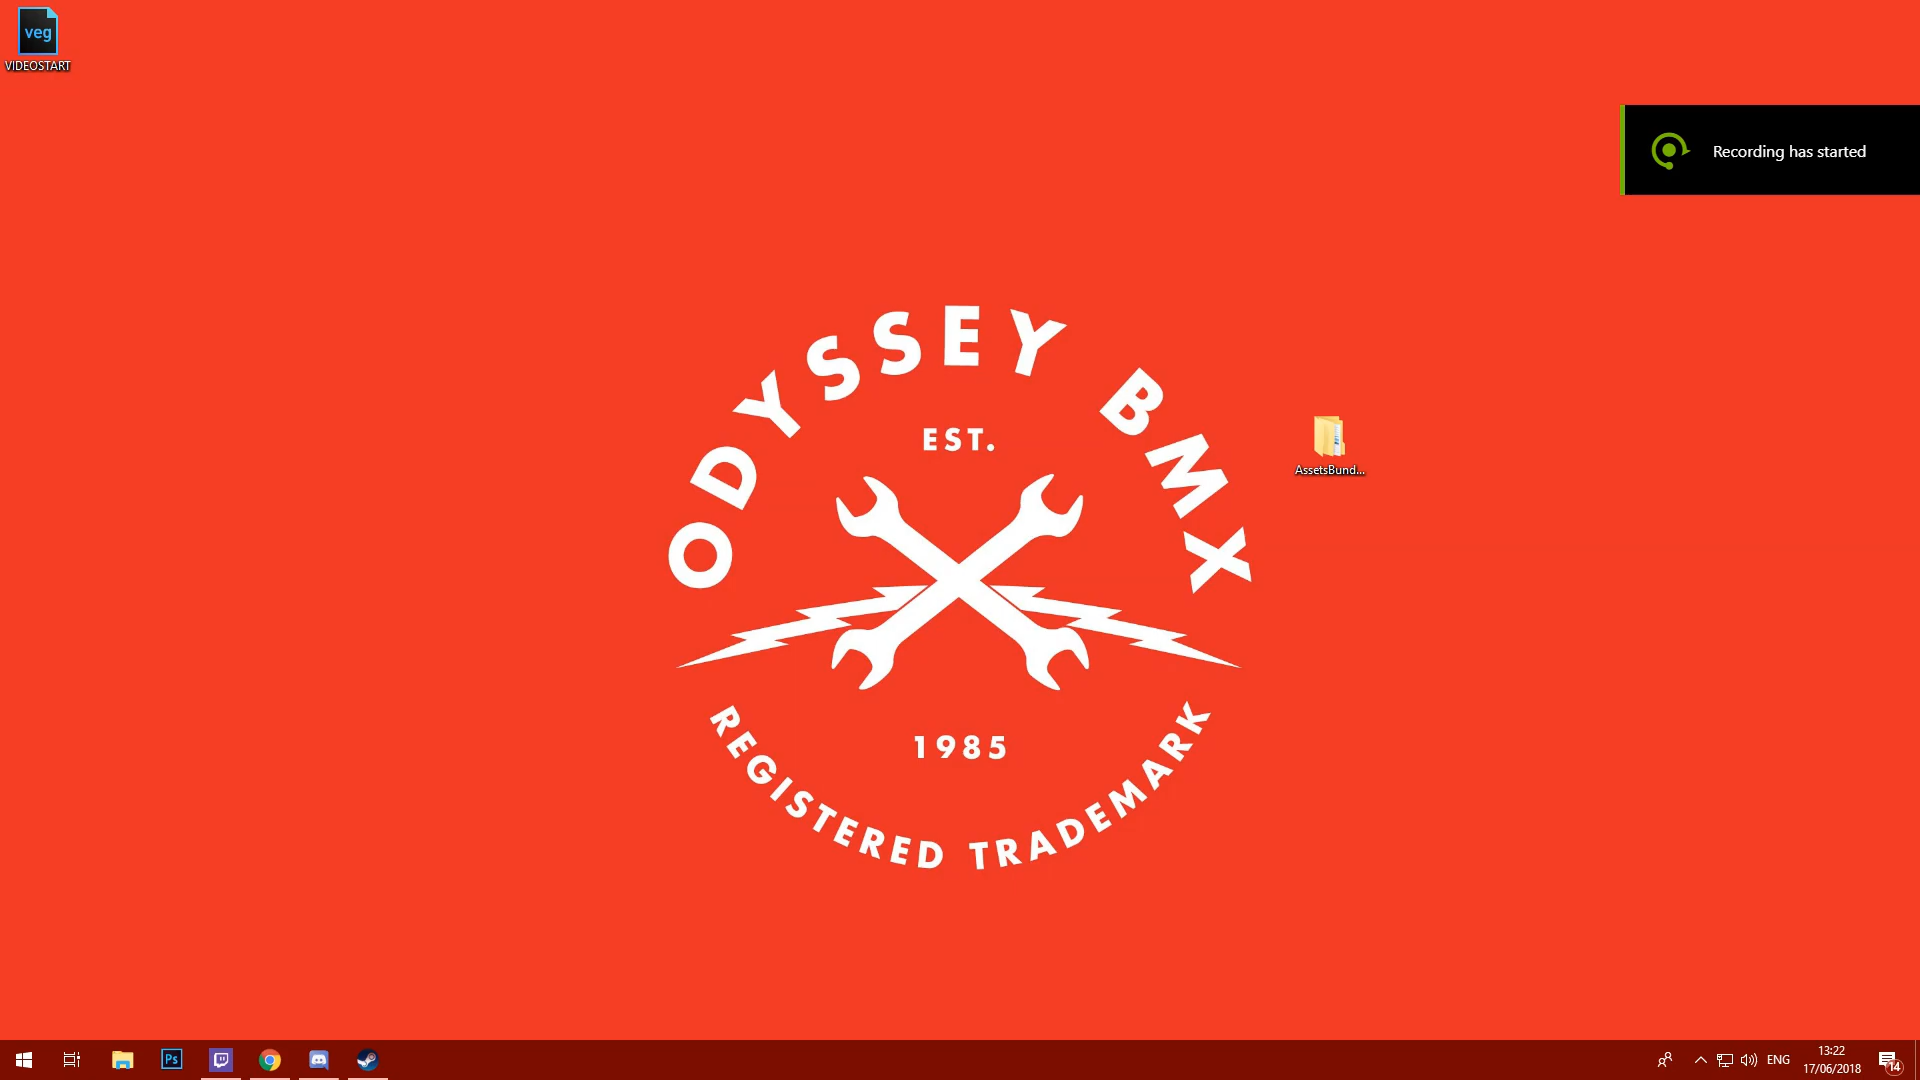 veg
VIDEOSTART
Recording has started
ODYSSEY BMX
EST.
AssetsBund...
1985
REGISTERED TRADEMARK
Ps
ENG
13:22
17/06/2018
14